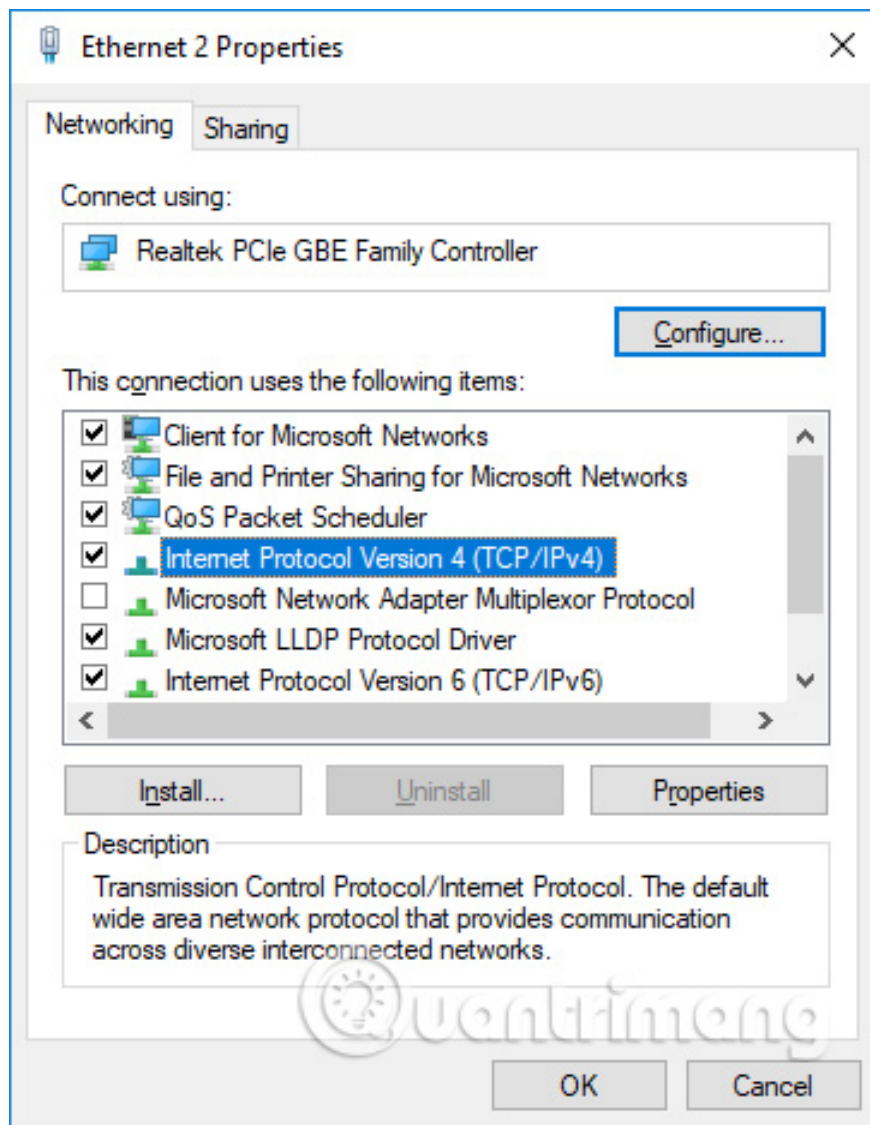 Ethernet 2 Properties
Networking
Sharing
Connect using:
Realtek PCIe GBE Family Controller
Configure...
This connection uses the following items:
Client for Microsoft Networks
File and Printer Sharing for Microsoft Networks
QoS Packet Scheduler
Internet Protocol Version 4 (TCP/IPv4)
Microsoft Network Adapter Multiplexor Protocol
Microsoft LLDP Protocol Driver
Internet Protocol Version 6 (TCP/IPv6)
Install...
Uninstall
Properties
Description
Transmission Control Protocol/Internet Protocol. The default
wide area network protocol that provides communication
across diverse interconnected networks.
Quantrimang
OK
Cancel